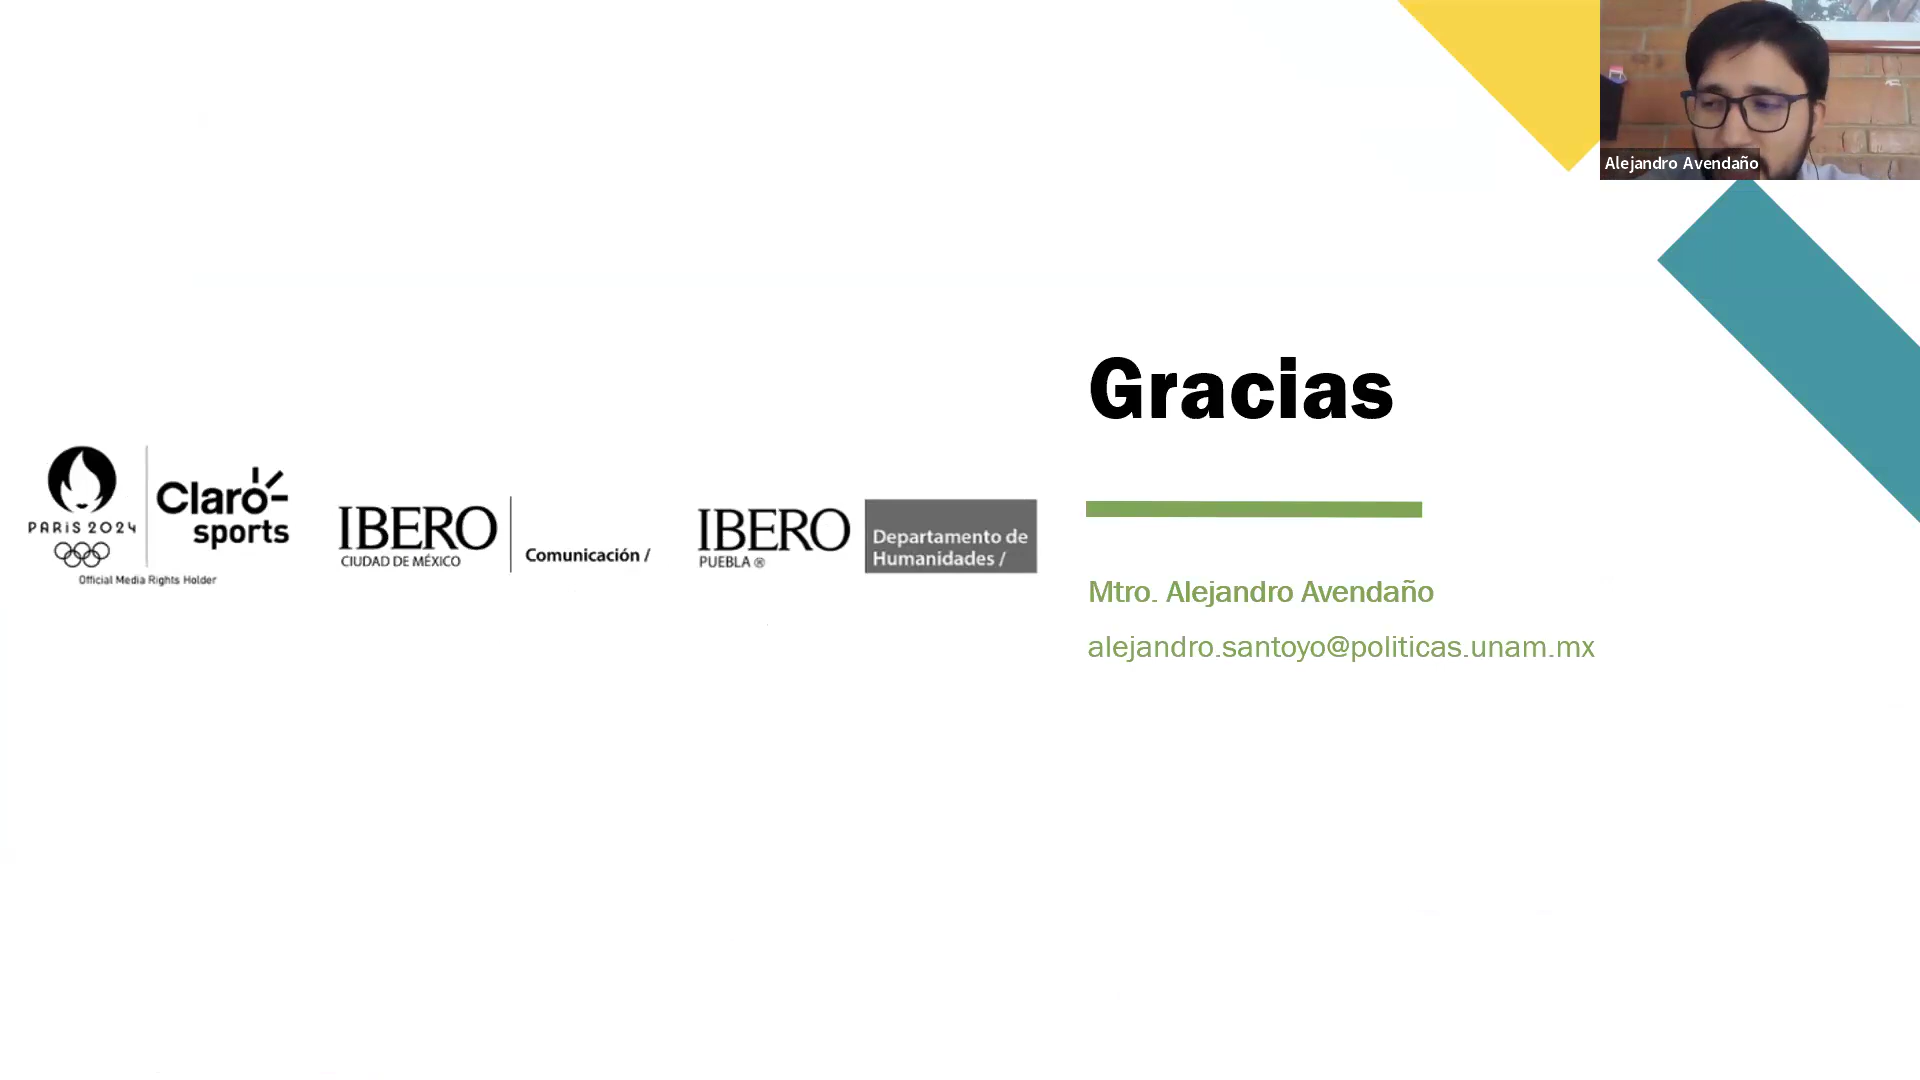 Alejandro Avendaño
Gracias
PARIS 2024
Claro-
sports
Official Media Rights Holder
IBERO
CIUDAD DE MÉXICO
Comunicación /
IBERO
PUEBLA ®
Departamento de
Humanidades /
Mtro. Alejandro Avendaño
alejandro.santoyo@politicas.unam.mx